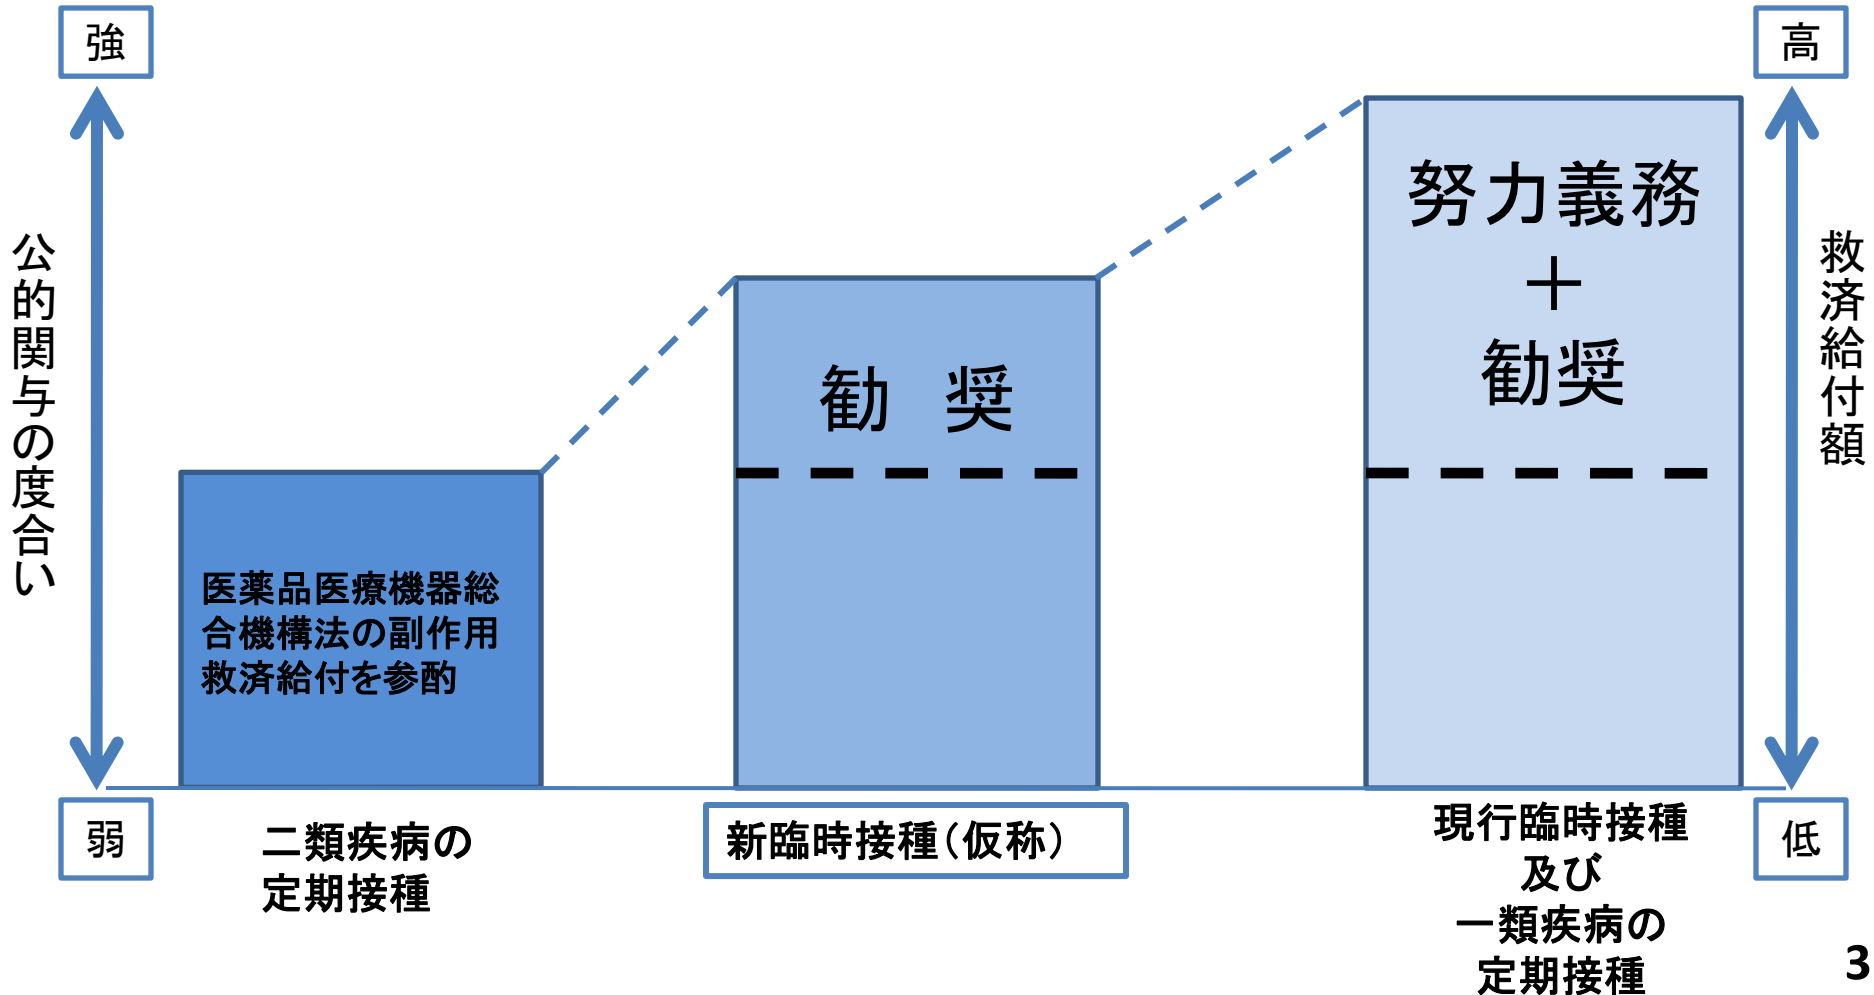 強
高
公的関与の度合い
救済給付額
努力義務
＋
勧奨
勧　奨
医薬品医療機器総
合機構法の副作用
救済給付を参酌
弱
低
二類疾病の
定期接種
新臨時接種（仮称）
現行臨時接種
及び
一類疾病の
定期接種
3